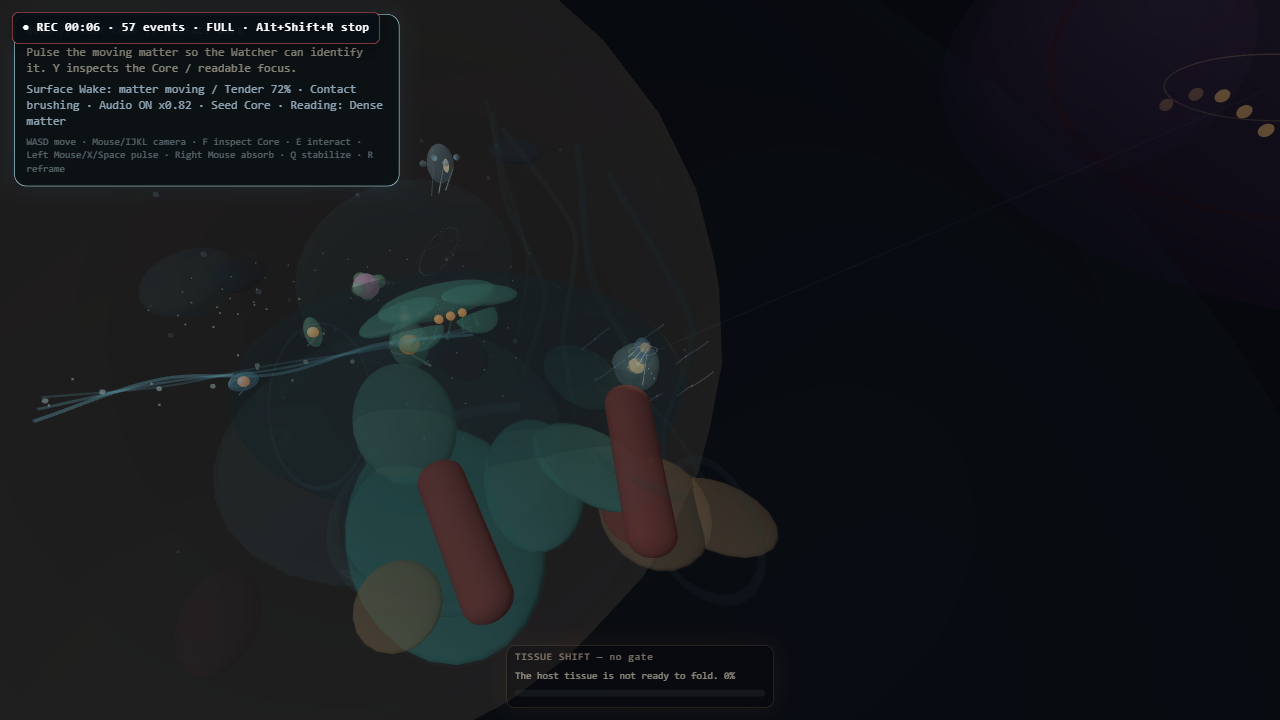 ● REC 00:06 · 57 events · FULL · Alt+Shift+R stop
Pulse the moving matter so the Watcher can identify
it. Y inspects the Core / readable focus.
Surface Wake: matter moving / Tender 72% · Contact
brushing · Audio ON x0.82 · Seed Core · Reading: Dense
matter
WASD move · Mouse/IJKL camera · F inspect Core · E interact ·
Left Mouse/X/Space pulse · Right Mouse absorb · Q stabilize · R
reframe
TISSUE SHIFT — no gate
The host tissue is not ready to fold. 0%